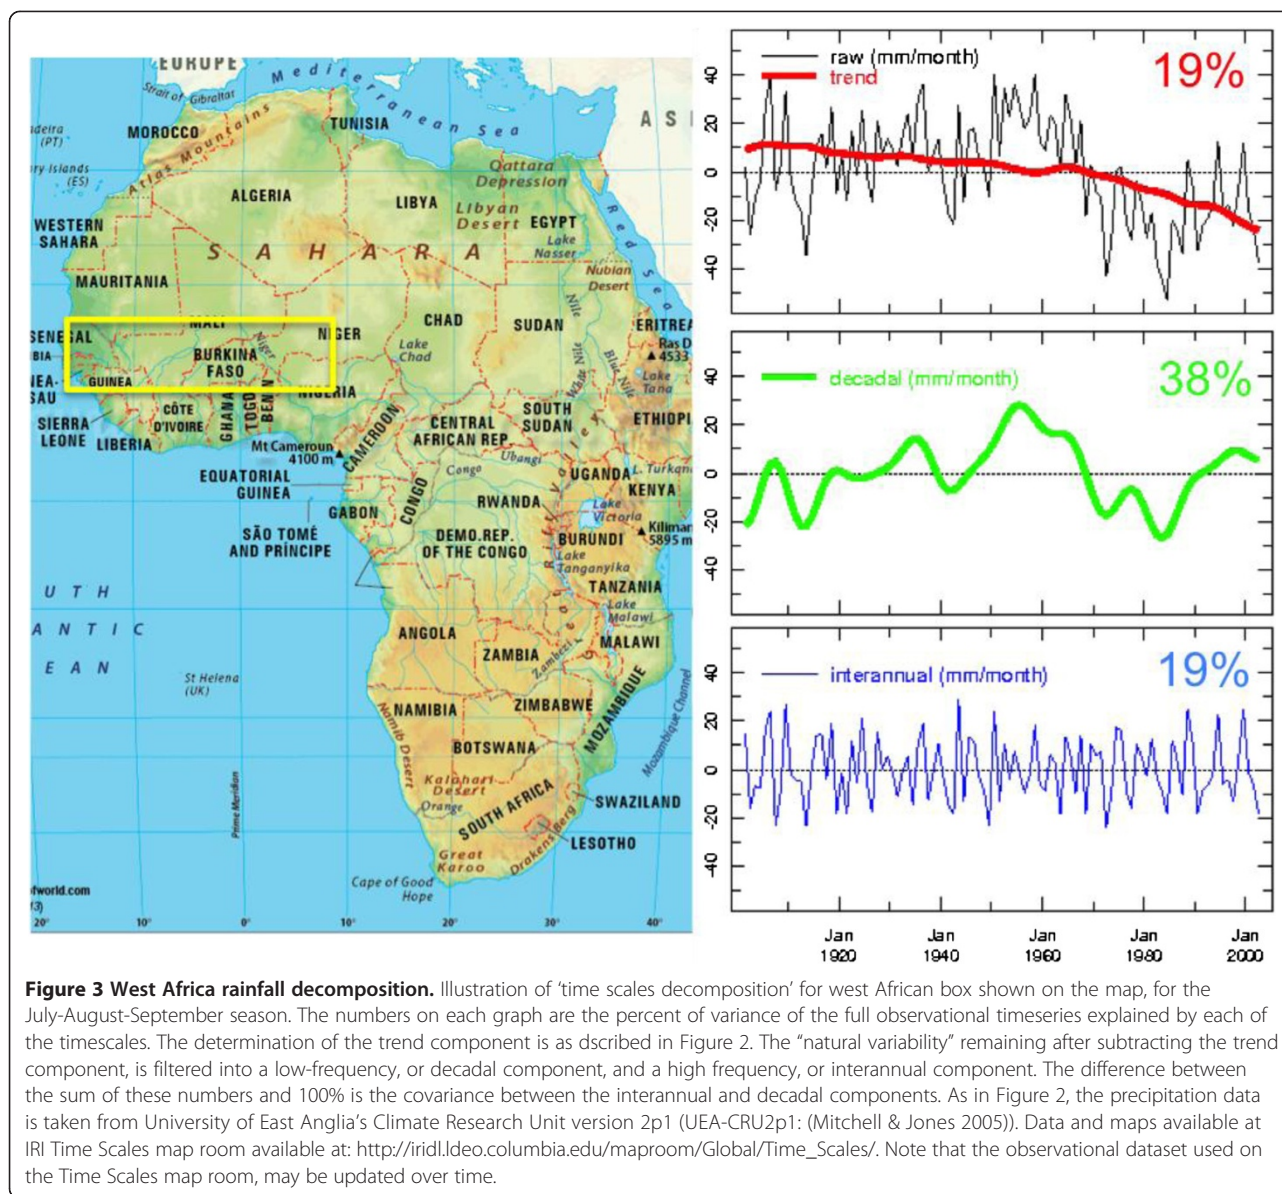 EUROPE
Strait of Gibraltar
Mediterranean Sea
adeira
(PT)
MOROCCO
Atlas Mountains
TUNISIA
A S I
ry Islands
(ES)
Qattara
Depression
ALGERIA
LIBYA
Libyan
Desert
EGYPT
WESTERN
SAHARA
Lake
Nasser
Red Sea
S A H A R A
MAURITANIA
Nubian
Desert
Nile
MALI
NIGER
CHAD
SUDAN
ERITREA
SENEGAL
BIA
Niger
BURKINA
FASO
Lake
Chad
White Nile
Blue Nile
Ras D
4533
Lake
Tana
NEA-
SAU
GUINEA
NIGERIA
CÔTE
D'IVOIRE
GHANA
TOGO
BENIN
SIERRA
LEONE
LIBERIA
CENTRAL
AFRICAN REP.
SOUTH
SUDAN
ETHIOPI
Mt Cameroun
4100 m
CAMEROON
Ubangi
Congo
EQUATORIAL
GUINEA
UGANDA
L. Turkana
KENYA
CONGO
RWANDA
Lake
Victoria
GABON
SÃO TOMÉ
AND PRÍNCIPE
DEMO.REP.
OF THE CONGO
BURUNDI
Kiliman
5895 m
Great Rift Valley
Lake
Tanganyika
TANZANIA
U T H
Lake
Malawi
A N T I C
ANGOLA
MALAWI
E A N
ZAMBIA
Zambezi
St Helena
(UK)
MOZAMBIQUE
Mozambique Channel
NAMIBIA
ZIMBABWE
Namib Desert
BOTSWANA
Kalahari
Desert
Prime Meridian
Orange
SOUTH AFRICA
SWAZILAND
LESOTHO
Drakens Berg
Great
Karoo
Cape of Good
Hope
fworld.com
3)
20° 10° 0° 10° 20° 30° 40°
raw (mm/month)
trend
19%
40
20
0
-20
-40
decadal (mm/month)
38%
40
20
0
-20
-40
interannual (mm/month)
19%
40
20
0
-20
-40
Jan Jan Jan Jan Jan
1920 1940 1960 1980 2000
Figure 3 West Africa rainfall decomposition. Illustration of ‘time scales decomposition’ for west African box shown on the map, for the
July-August-September season. The numbers on each graph are the percent of variance of the full observational timeseries explained by each of
the timescales. The determination of the trend component is as dscribed in Figure 2. The “natural variability” remaining after subtracting the trend
component, is filtered into a low-frequency, or decadal component, and a high frequency, or interannual component. The difference between
the sum of these numbers and 100% is the covariance between the interannual and decadal components. As in Figure 2, the precipitation data
is taken from University of East Anglia’s Climate Research Unit version 2p1 (UEA-CRU2p1: (Mitchell & Jones 2005)). Data and maps available at
IRI Time Scales map room available at: http://iridl.ldeo.columbia.edu/maproom/Global/Time_Scales/. Note that the observational dataset used on
the Time Scales map room, may be updated over time.